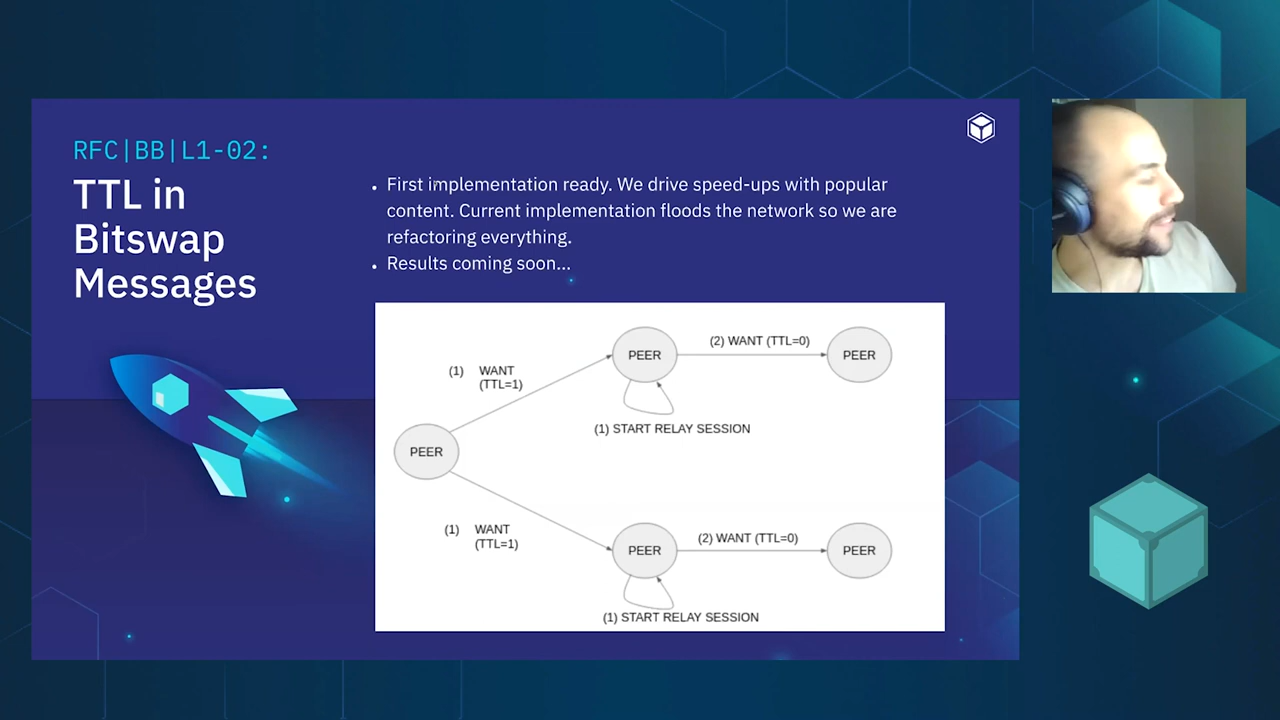 RFC|BB|L1-02:
TTL in
Bitswap
Messages
• First implementation ready. We drive speed-ups with popular
content. Current implementation floods the network so we are
refactoring everything.
• Results coming soon...
(1) WANT
(TTL=1)
PEER
(2) WANT (TTL=0)
PEER
(1) START RELAY SESSION
PEER
(1) WANT
(TTL=1)
PEER
(2) WANT (TTL=0)
PEER
(1) START RELAY SESSION